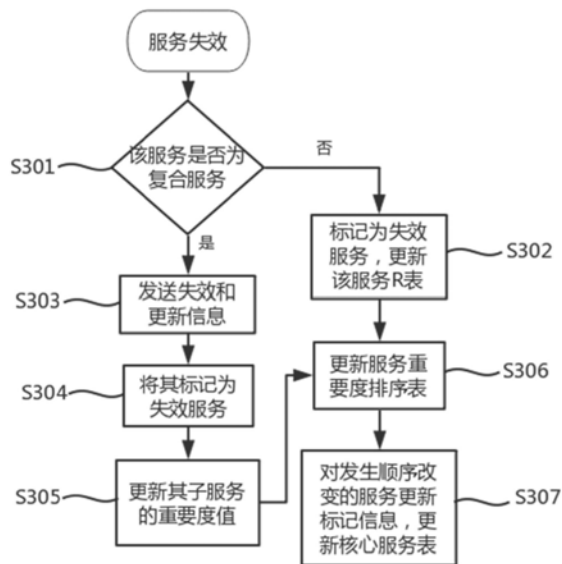 服务失效
S301
该服务是否为
复合服务
否
是
标记为失效
服务，更新
该服务R表
S302
S303
发送失效和
更新信息
S304
将其标记为
失效服务
更新服务重
要度排序表
S306
S305
更新其子服务
的重要度值
对发生顺序改
变的服务更新
标记信息，更
新核心服务表
S307